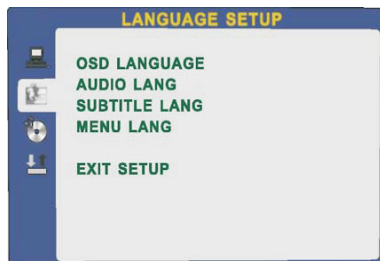 LANGUAGE SETUP
OSD LANGUAGE
AUDIO LANG
SUBTITLE LANG
MENU LANG
EXIT SETUP